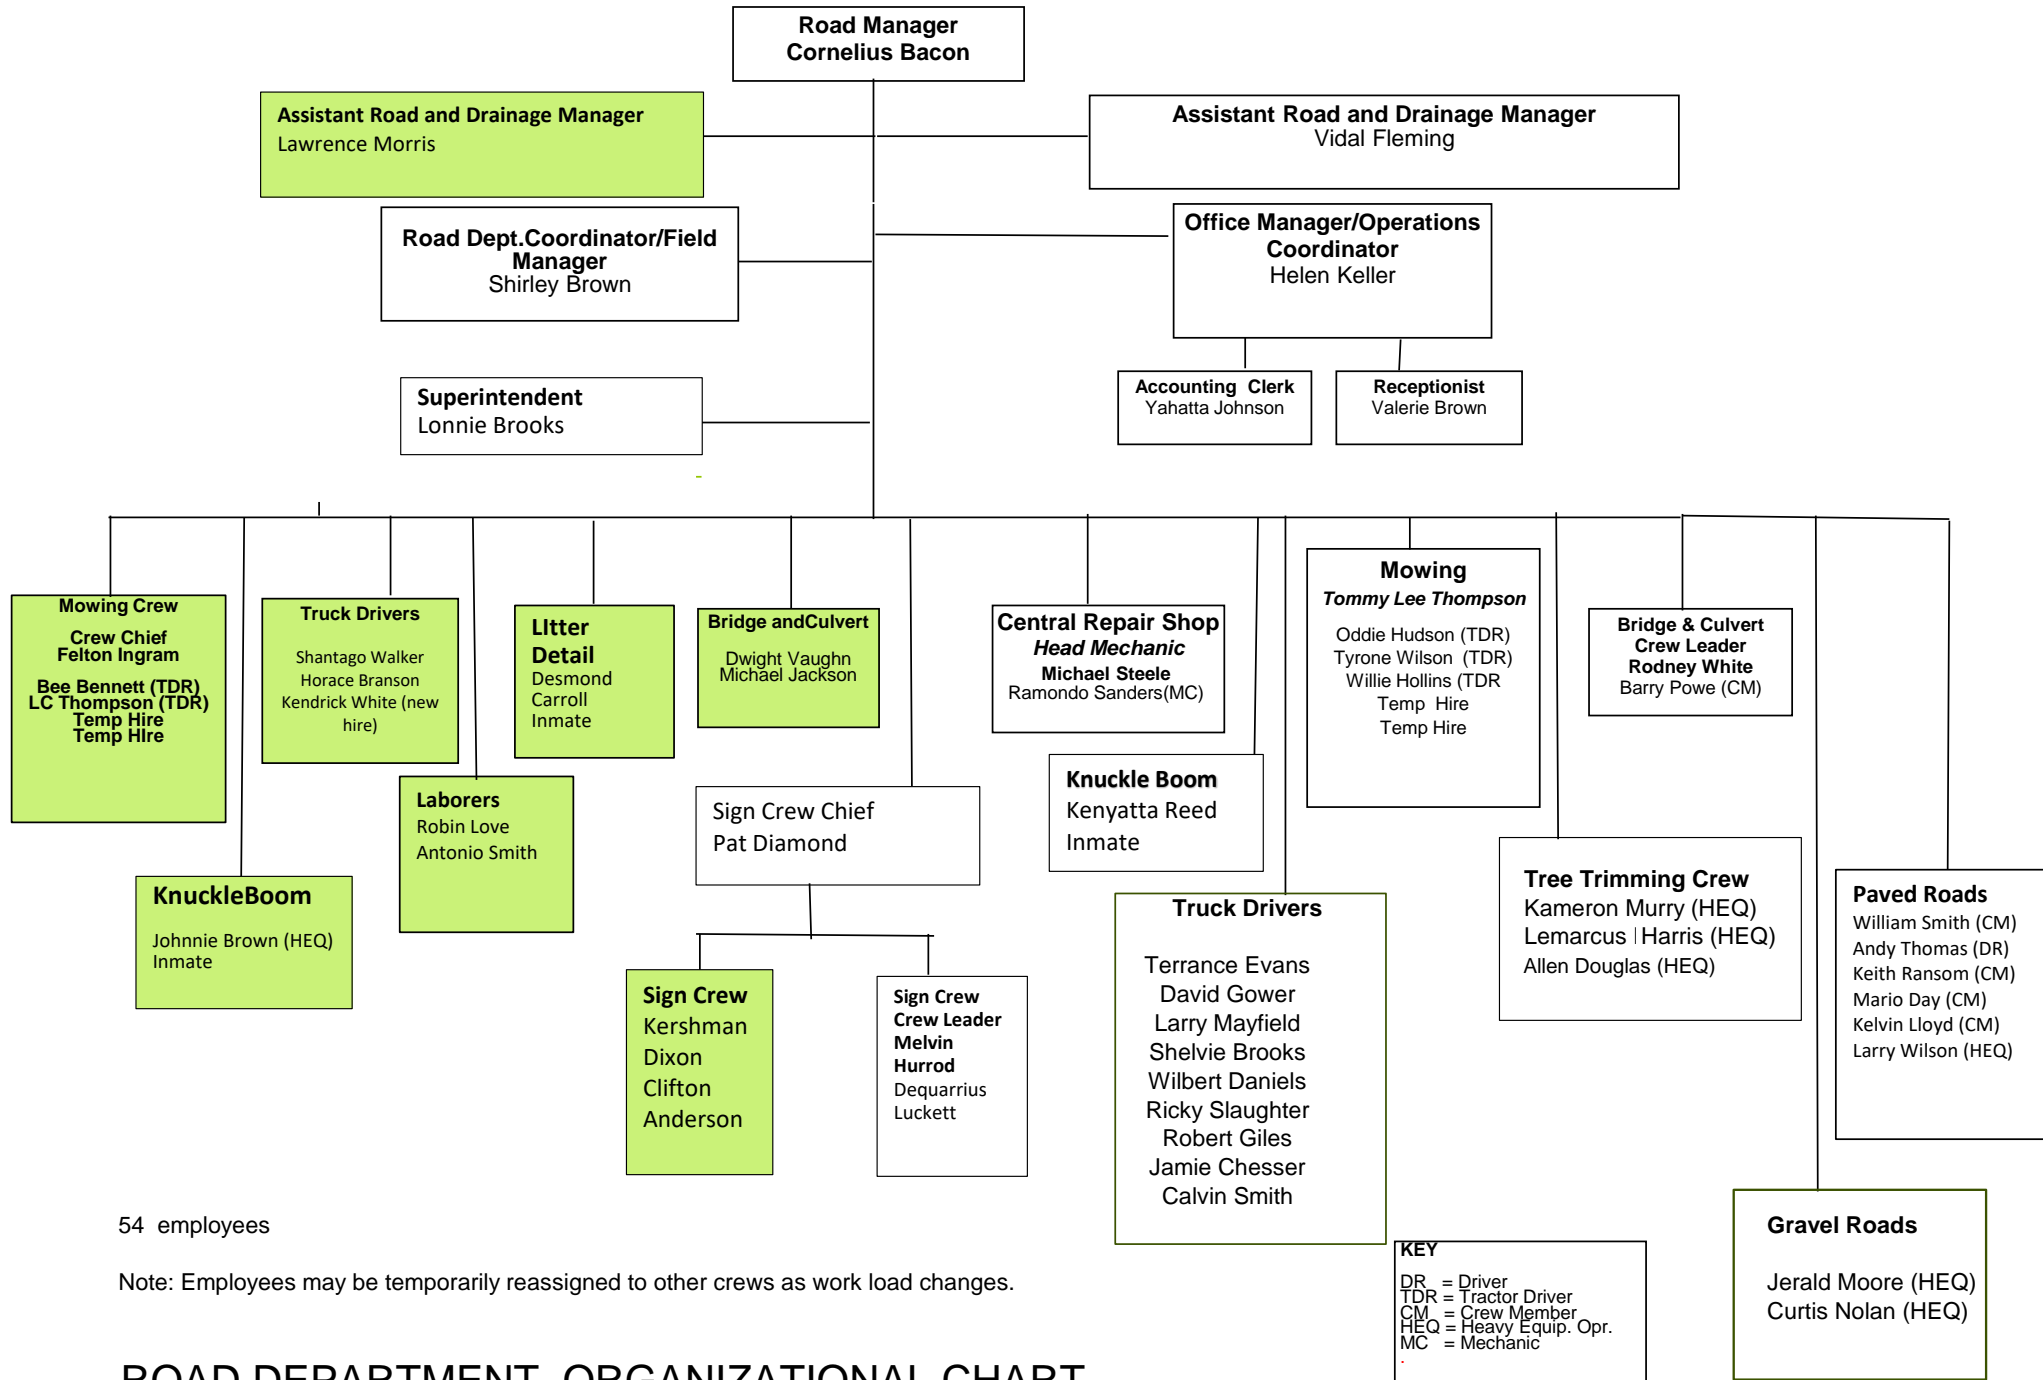 Road Manager
Cornelius Bacon
Assistant Road and Drainage Manager
Lawrence Morris
Assistant Road and Drainage Manager
Vidal Fleming
Road Dept.Coordinator/Field
Manager
Shirley Brown
Office Manager/Operations
Coordinator
Helen Keller
Accounting Clerk
Yahatta Johnson
Receptionist
Valerie Brown
Superintendent
Lonnie Brooks
-
Mowing Crew
Crew Chief
Felton Ingram
Bee Bennett (TDR)
LC Thompson (TDR)
Temp Hire
Temp HIre
Truck Drivers
Shantago Walker
Horace Branson
Kendrick White (new
hire)
LItter
Detail
Desmond
Carroll
Inmate
Bridge andCulvert
Dwight Vaughn
Michael Jackson
Central Repair Shop
Head Mechanic
Michael Steele
Ramondo Sanders(MC)
Mowing
Tommy Lee Thompson
Oddie Hudson (TDR)
Tyrone Wilson (TDR)
Willie Hollins (TDR
Temp Hire
Temp Hire
Bridge & Culvert
Crew Leader
Rodney White
Barry Powe (CM)
Laborers
Robin Love
Antonio Smith
Sign Crew Chief
Pat Diamond
Knuckle Boom
Kenyatta Reed
Inmate
KnuckleBoom
Johnnie Brown (HEQ)
Inmate
Sign Crew
Kershman
Dixon
Clifton
Anderson
Sign Crew
Crew Leader
Melvin
Hurrod
Dequarrius
Luckett
Truck Drivers
Terrance Evans
David Gower
Larry Mayfield
Shelvie Brooks
Wilbert Daniels
Ricky Slaughter
Robert Giles
Jamie Chesser
Calvin Smith
Tree Trimming Crew
Kameron Murry (HEQ)
Lemarcus Harris (HEQ)
Allen Douglas (HEQ)
Paved Roads
William Smith (CM)
Andy Thomas (DR)
Keith Ransom (CM)
Mario Day (CM)
Kelvin Lloyd (CM)
Larry Wilson (HEQ)
Gravel Roads
Jerald Moore (HEQ)
Curtis Nolan (HEQ)
54 employees
Note: Employees may be temporarily reassigned to other crews as work load changes.
KEY
DR = Driver
TDR = Tractor Driver
CM = Crew Member
HEQ = Heavy Equip. Opr.
MC = Mechanic
.
ROAD DEPARTMENT ORGANIZATIONAL CHART